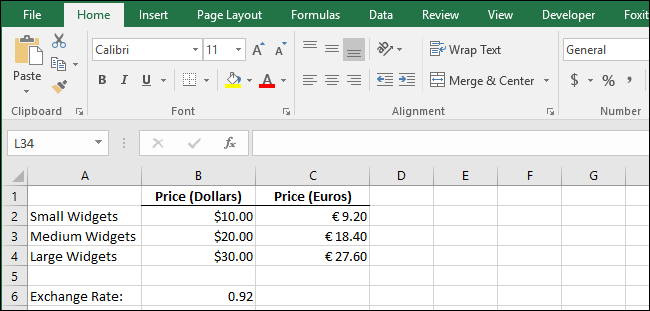 File Home Insert Page Layout Formulas Data Review View Developer Foxit
Calibri 11 A A Wrap Text General
Paste B I U A Merge & Center $ % ,
Clipboard Font Alignment Number
L34 fx
A B C D E F G
1 Price (Dollars) Price (Euros)
2 Small Widgets $10.00 € 9.20
3 Medium Widgets $20.00 € 18.40
4 Large Widgets $30.00 € 27.60
5
6 Exchange Rate: 0.92